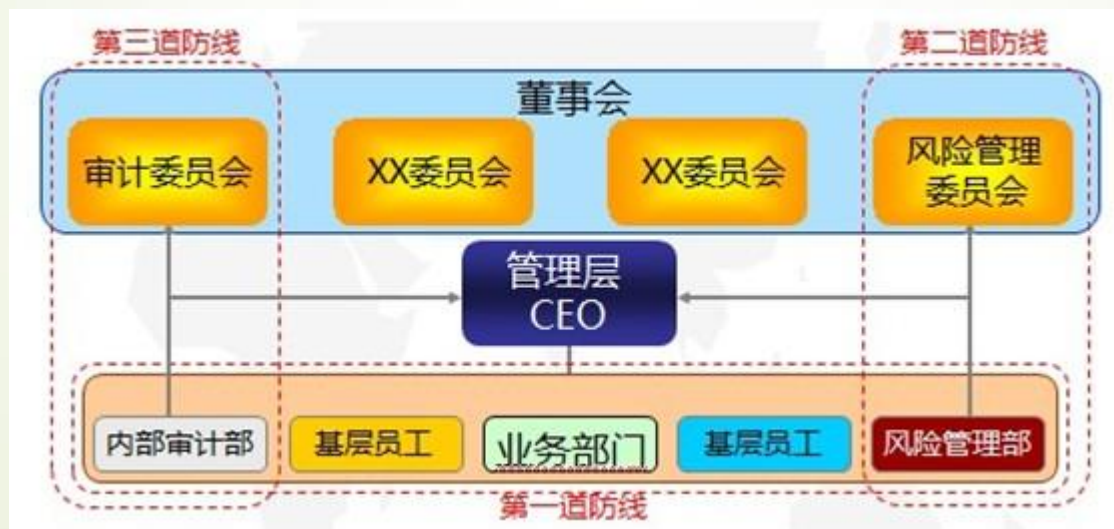 第三道防线
第二道防线
董事会
审计委员会
XX委员会
XX委员会
风险管理
委员会
管理层
CEO
内部审计部
基层员工
业务部门
基层员工
风险管理部
第一道防线